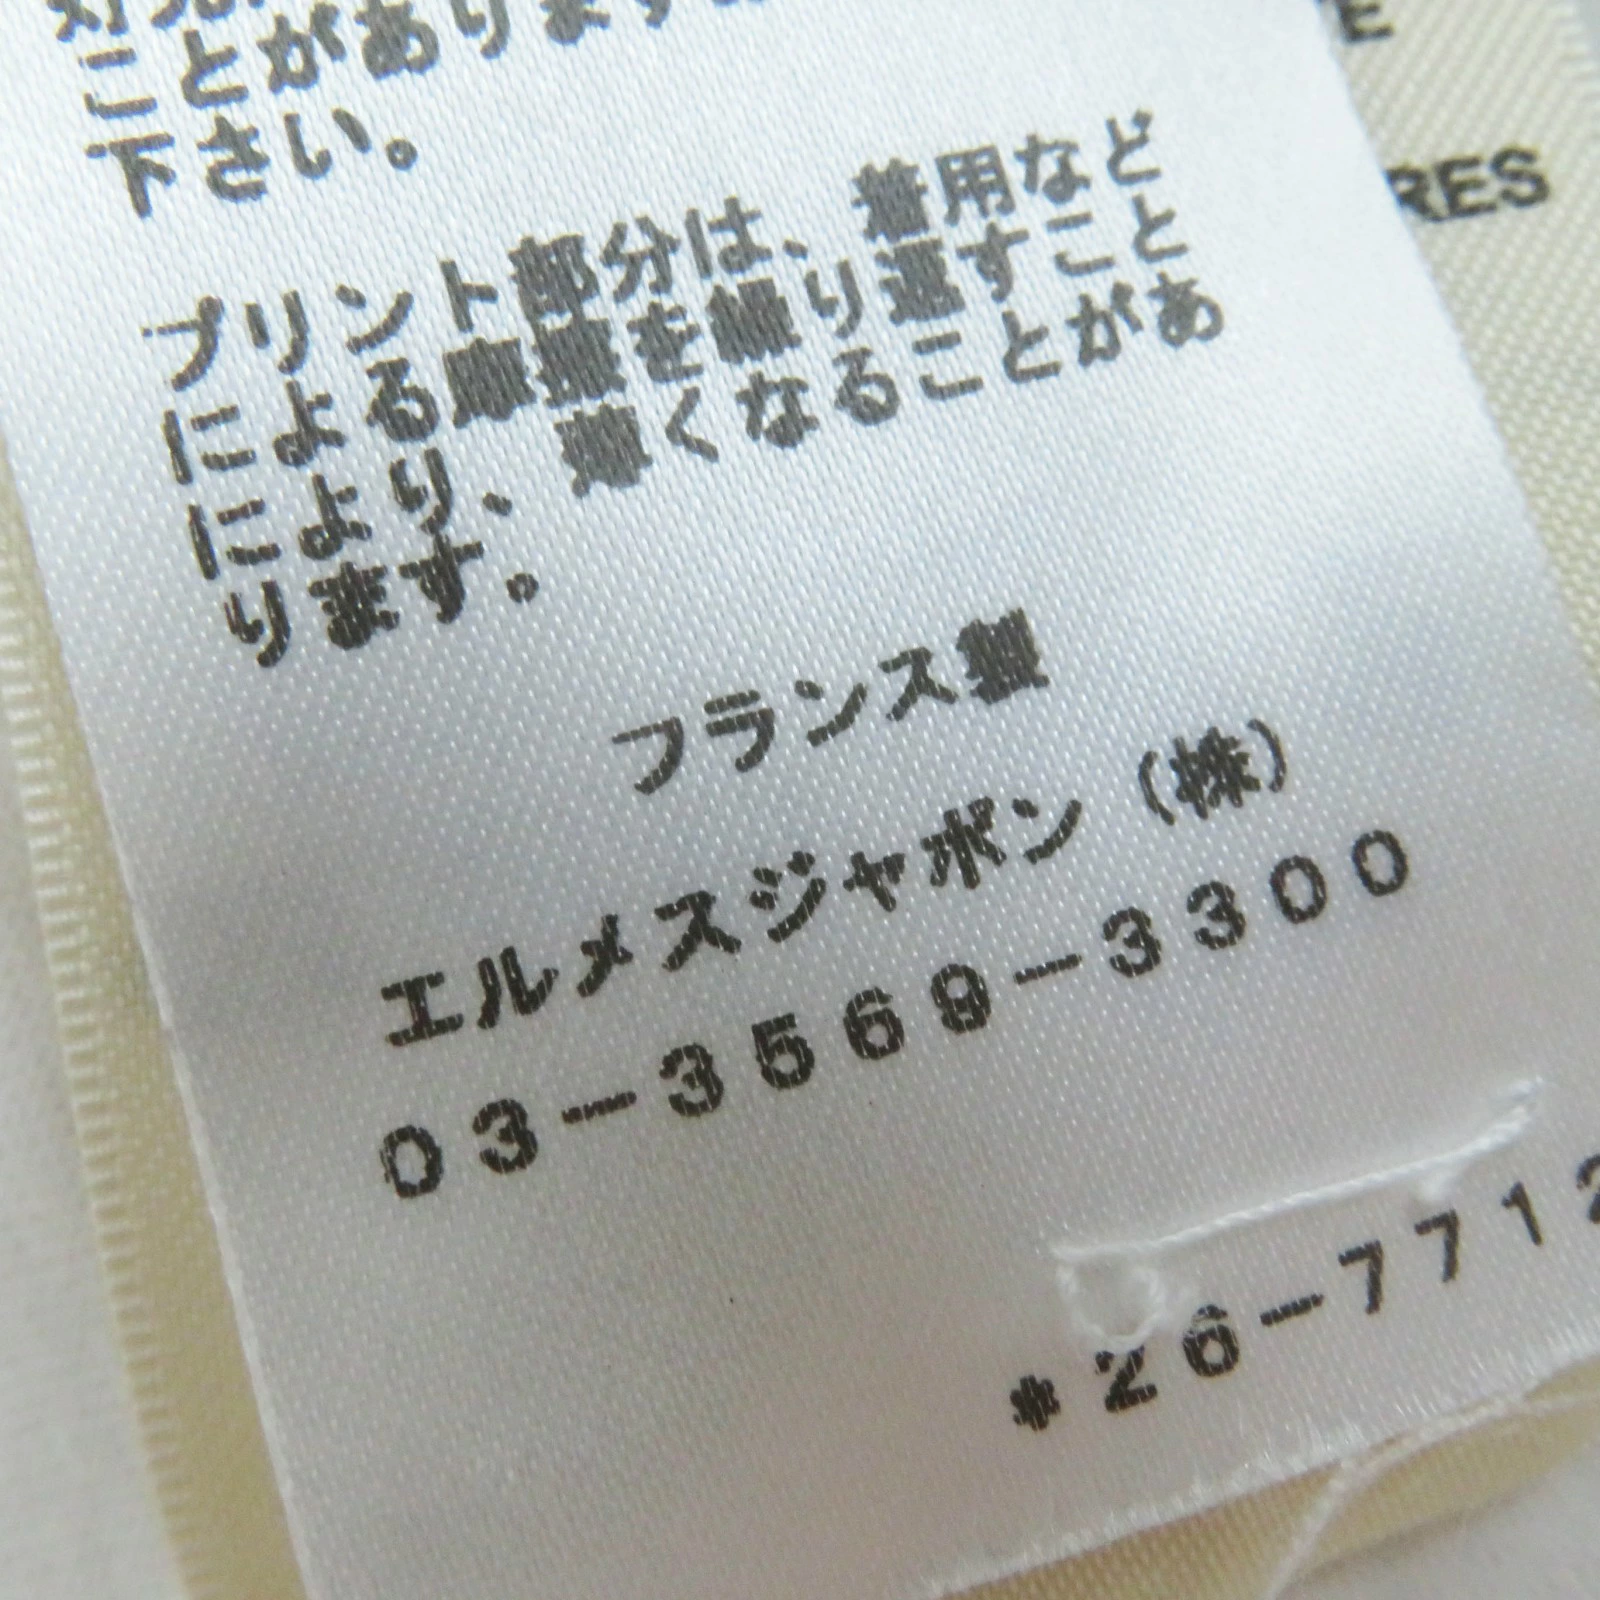 ことがあります
下さい。
プリント部分は、着用など
による摩擦を繰り返すこと
により、薄くなることがあ
ります。
フランス製
エルメスジャポン（株）
０３－３５６９－３３００
＊２６－７７１２
E
RES